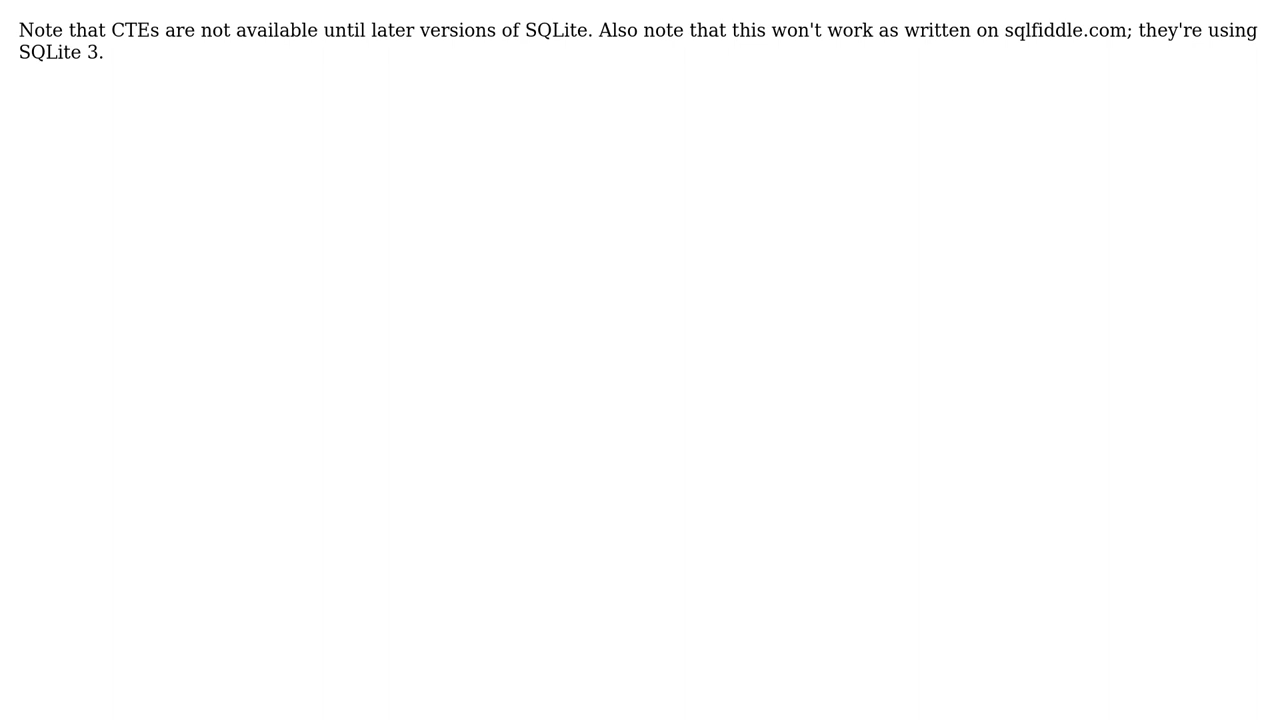 Note that CTEs are not available until later versions of SQLite. Also note that this won't work as written on sqlfiddle.com; they're using
SQLite 3.